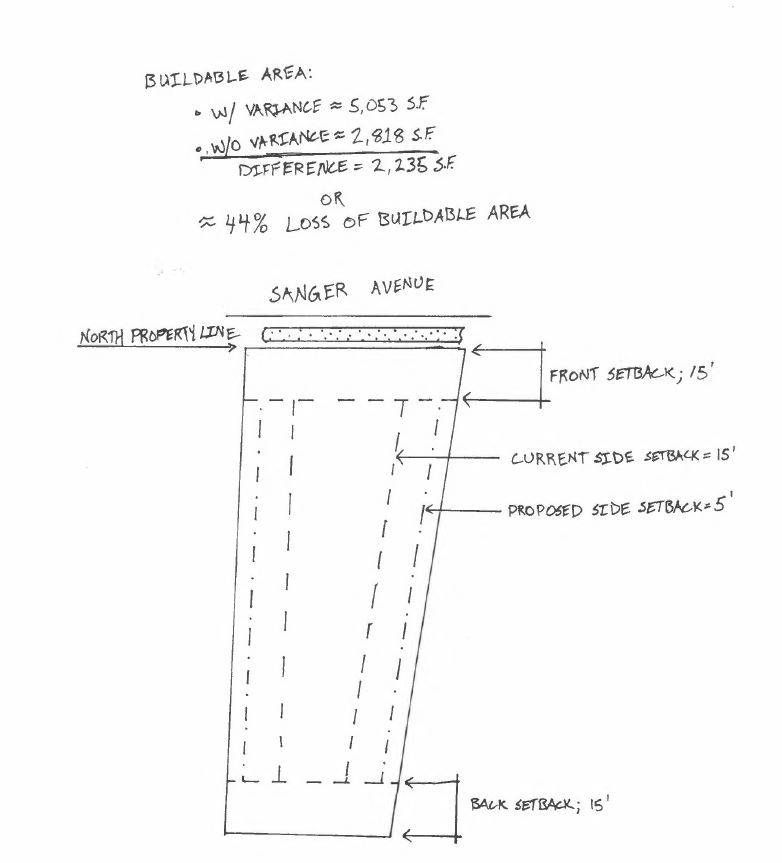 BUILDABLE AREA:
• W/ VARIANCE ≈ 5,053 S.F.
• W/O VARIANCE ≈ 2,818 S.F.
DIFFERENCE = 2,235 S.F.
OR
≈ 44% LOSS OF BUILDABLE AREA
SANGER AVENUE
NORTH PROPERTY LINE
FRONT SETBACK; 15'
CURRENT SIDE SETBACK = 15'
PROPOSED SIDE SETBACK = 5'
BACK SETBACK; 15'